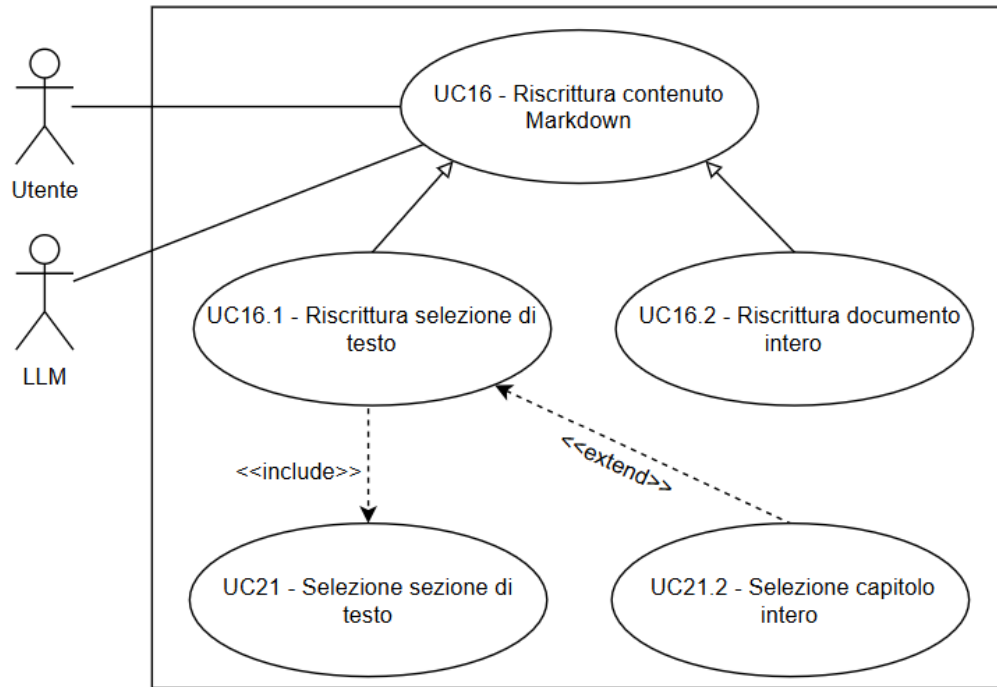 UC16 - Riscrittura contenuto
Markdown
Utente
LLM
UC16.1 - Riscrittura selezione di
testo
UC16.2 - Riscrittura documento
intero
<<include>>
<<extend>>
UC21 - Selezione sezione di
testo
UC21.2 - Selezione capitolo
intero